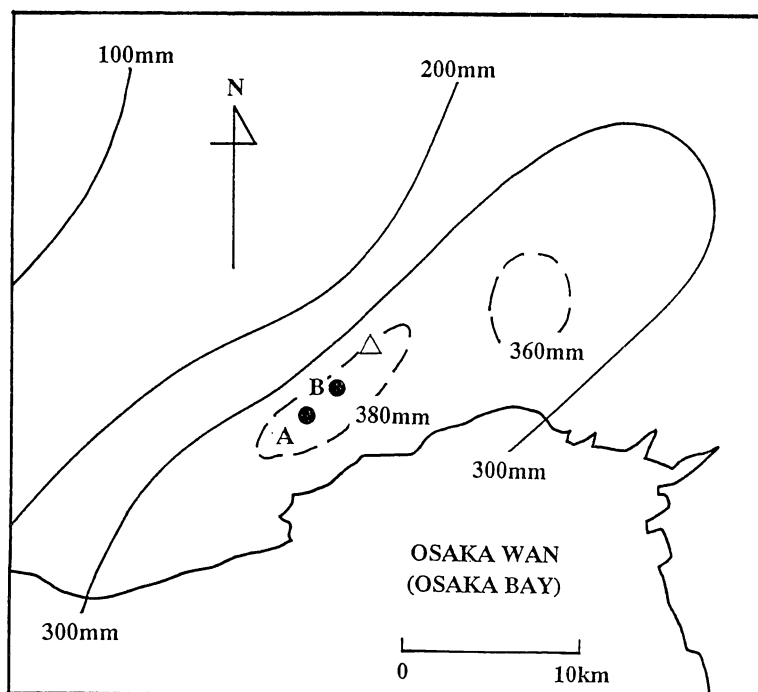 100mm
200mm
N
360mm
B
380mm
A
300mm
OSAKA WAN
(OSAKA BAY)
300mm
0 10km